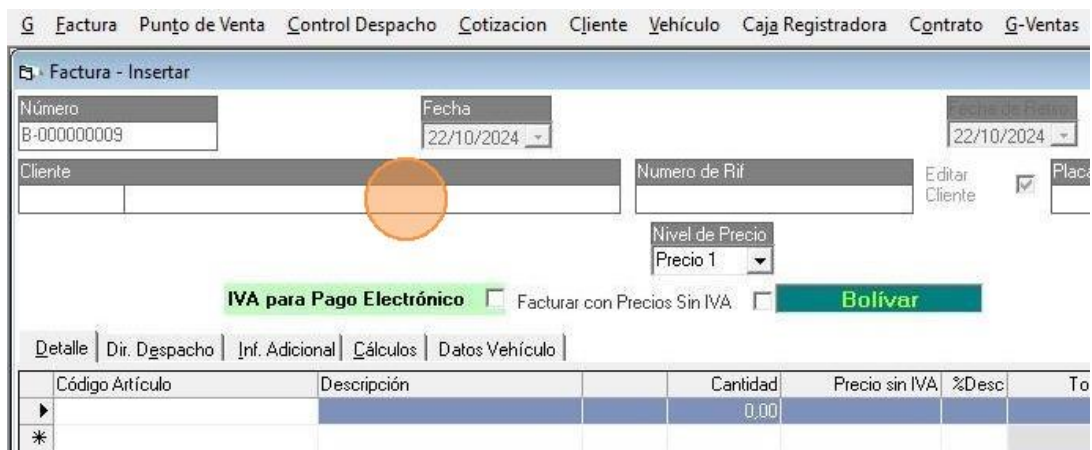 G Factura Punto de Venta Control Despacho Cotizacion Cliente Vehículo Caja Registradora Contrato G-Ventas
Factura - Insertar
Número Fecha Fecha de Retiro
B-000000009 22/10/2024 22/10/2024
Cliente Numero de Rif Editar Cliente
Nivel de Precio
Precio 1
IVA para Pago Electrónico Facturar con Precios Sin IVA Bolívar
Detalle Dir. Despacho Inf. Adicional Cálculos Datos Vehículo
Código Artículo Descripción Cantidad Precio sin IVA %Desc To
0,00